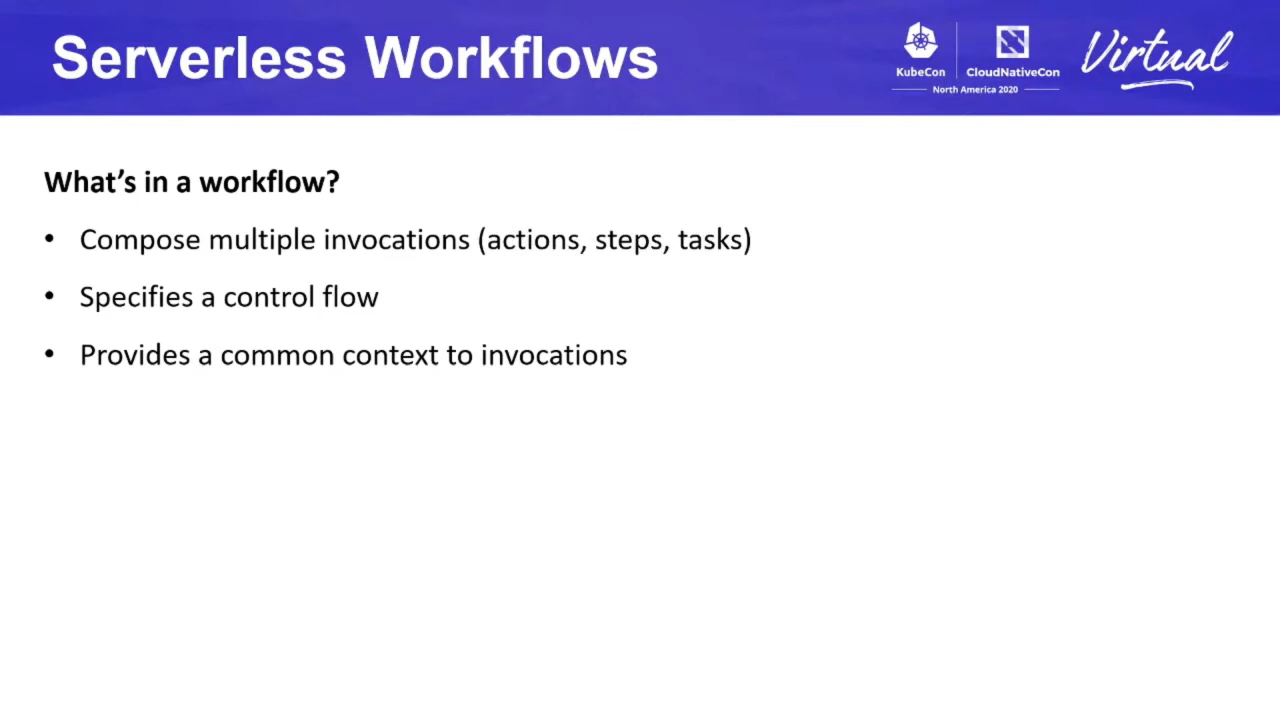 Serverless Workflows
KubeCon
CloudNativeCon
North America 2020
Virtual
What’s in a workflow?
• Compose multiple invocations (actions, steps, tasks)
• Specifies a control flow
• Provides a common context to invocations